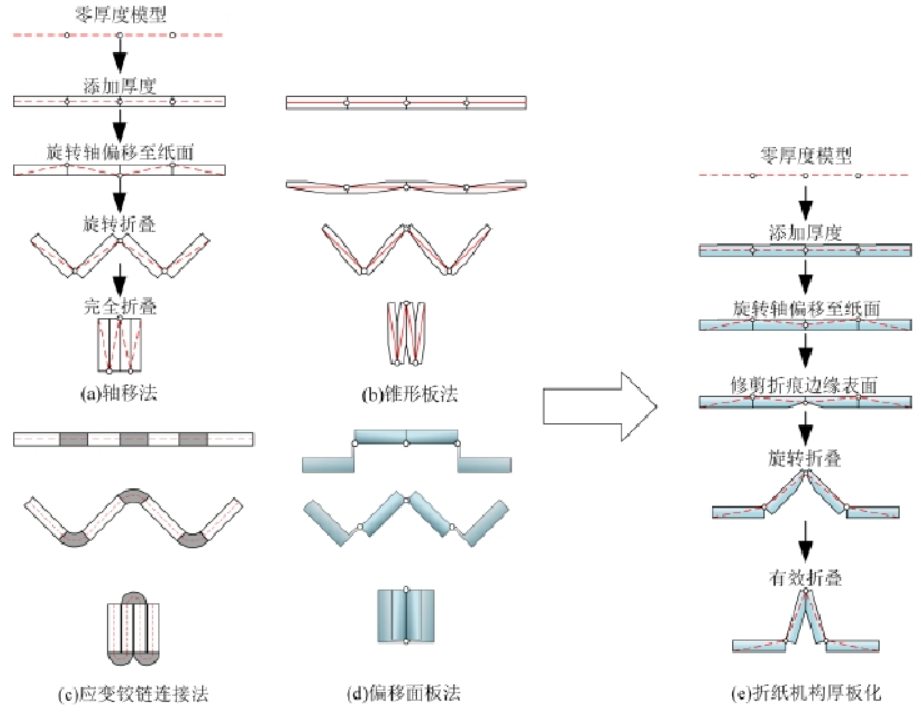 零厚度模型
添加厚度
旋转轴偏移至纸面
旋转折叠
完全折叠
(a)轴移法
(b)锥形板法
(c)应变铰链连接法
(d)偏移面板法
零厚度模型
添加厚度
旋转轴偏移至纸面
修剪折痕边缘表面
旋转折叠
有效折叠
(e)折纸机构厚板化